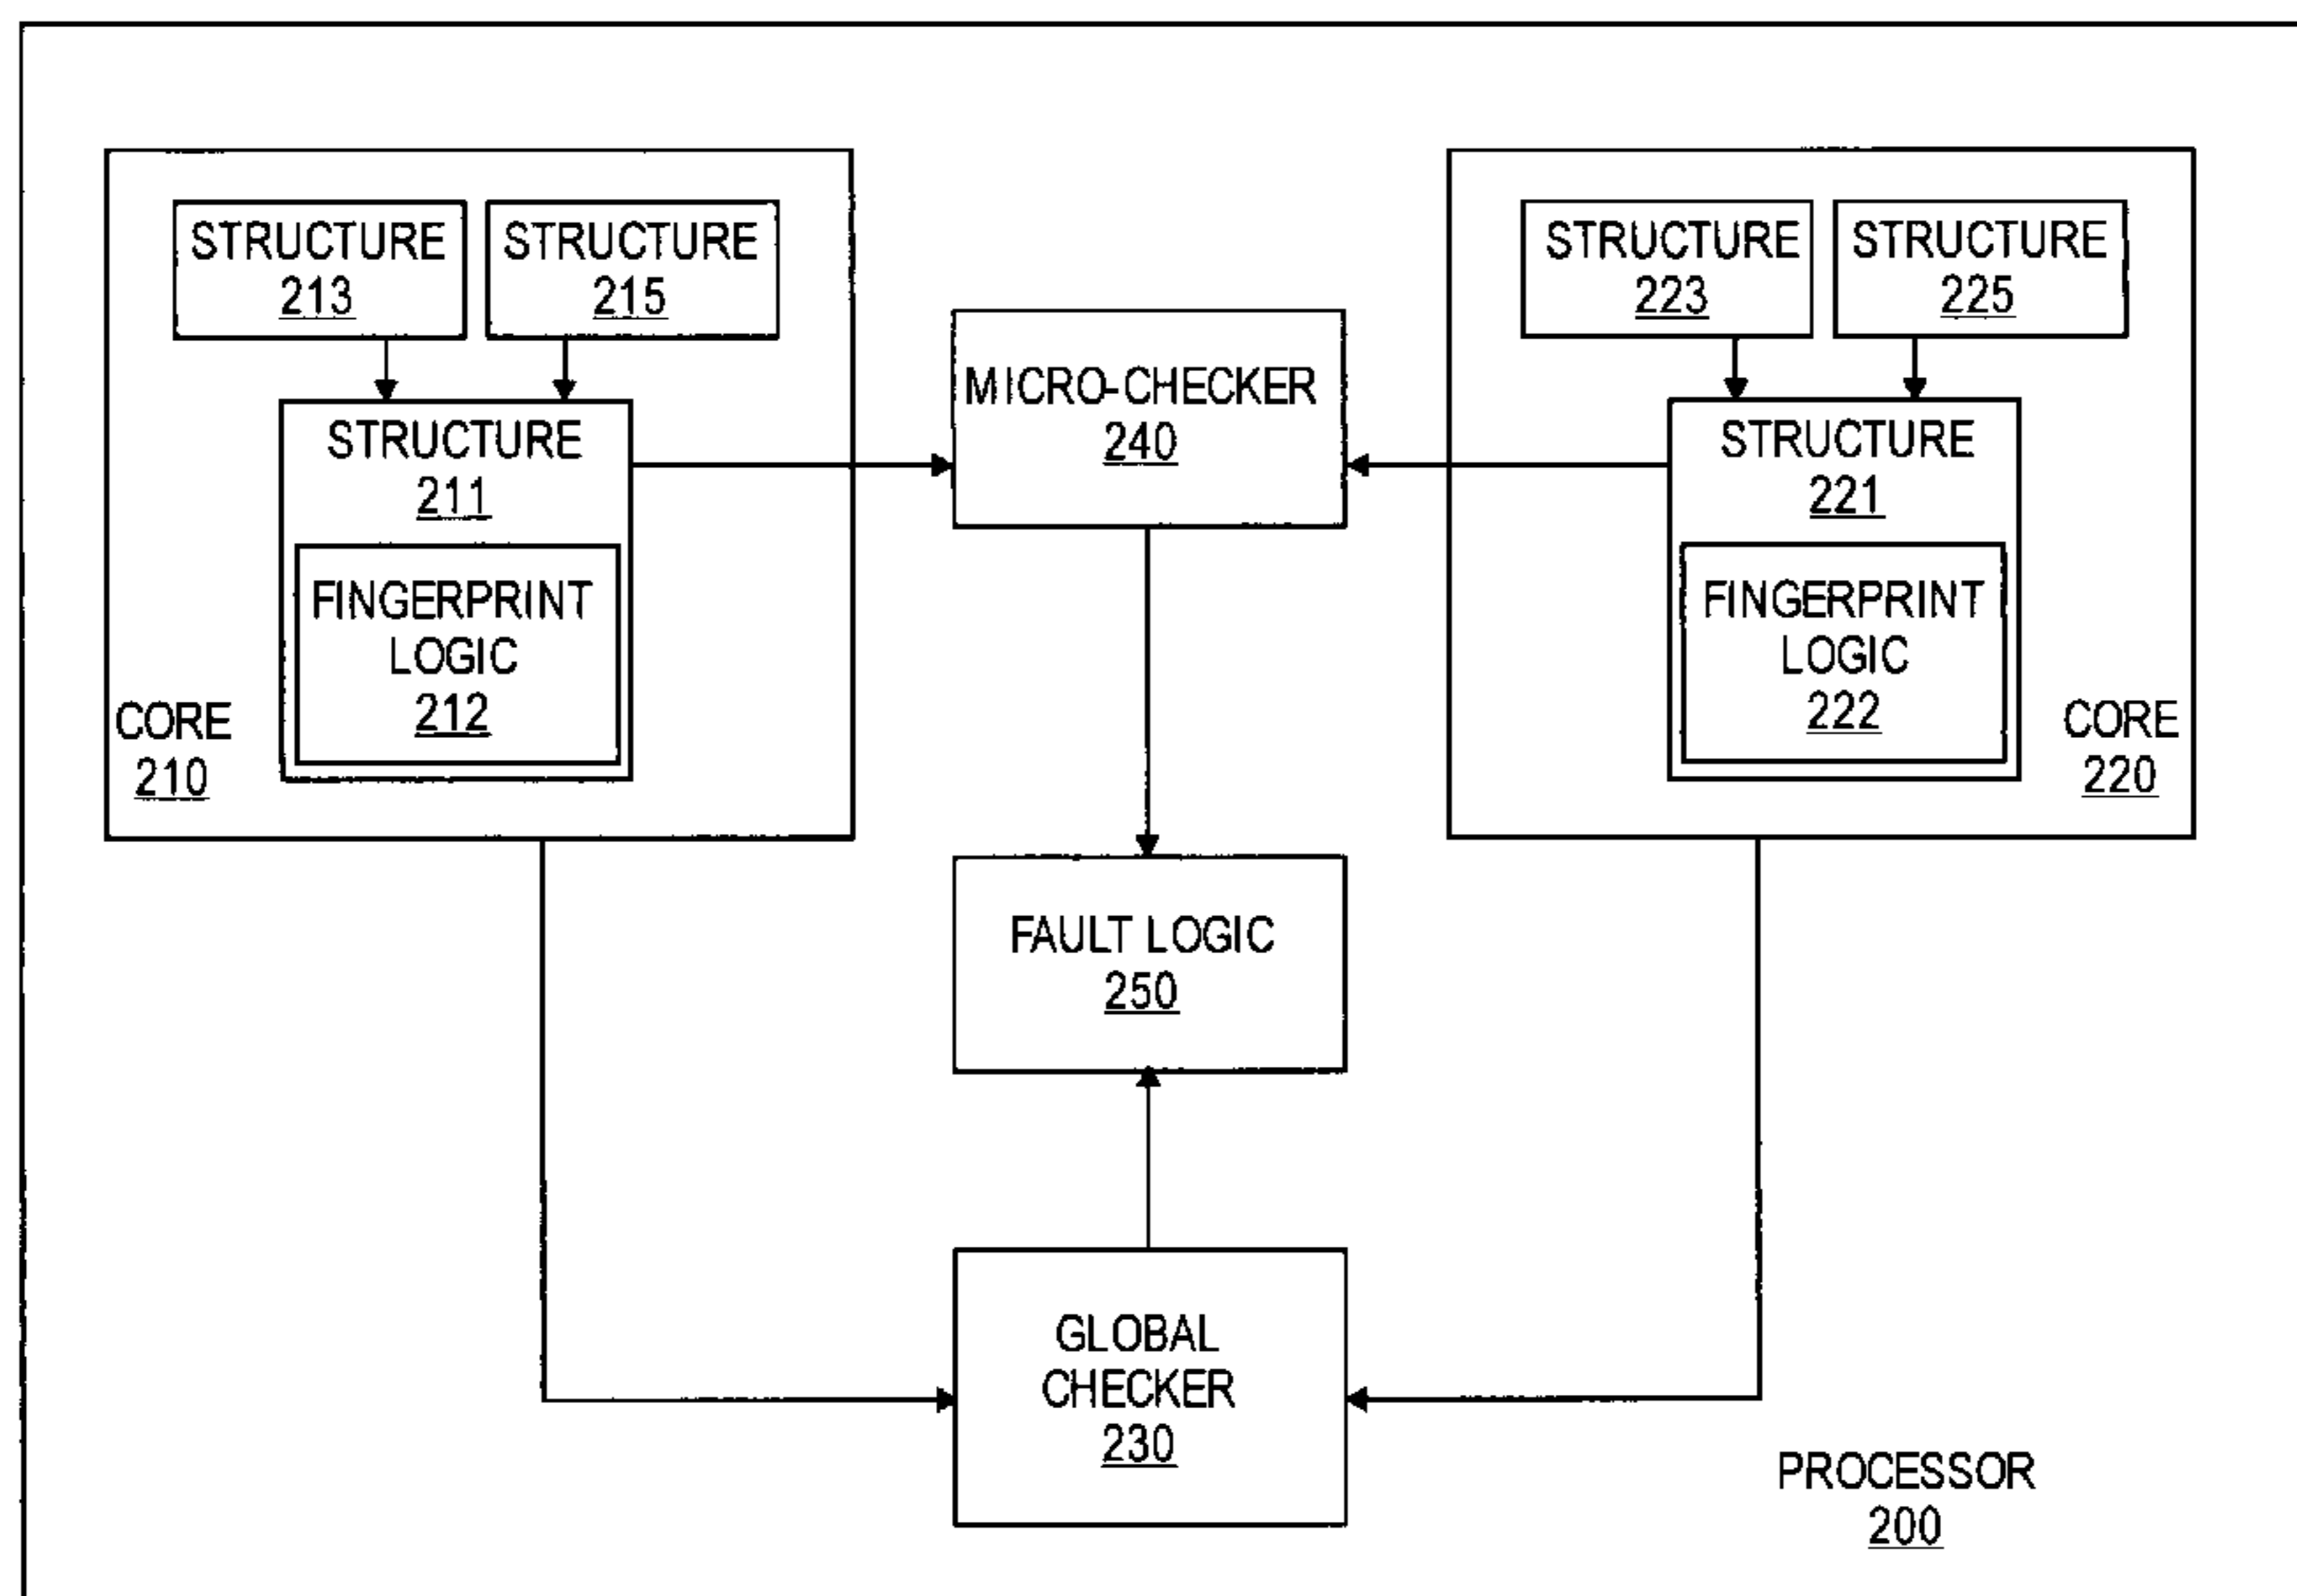 STRUCTURE
213
STRUCTURE
215
STRUCTURE
211
FINGERPRINT
LOGIC
212
CORE
210
MICRO-CHECKER
240
STRUCTURE
223
STRUCTURE
225
STRUCTURE
221
FINGERPRINT
LOGIC
222
CORE
220
FAULT LOGIC
250
GLOBAL
CHECKER
230
PROCESSOR
200